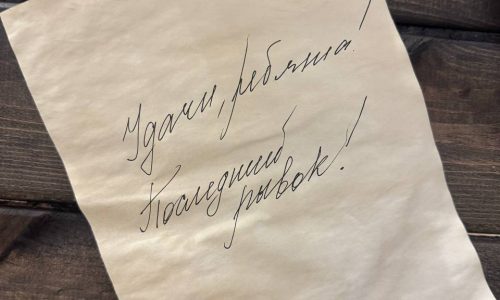 Удачи, ребята!
Последний
рывок!